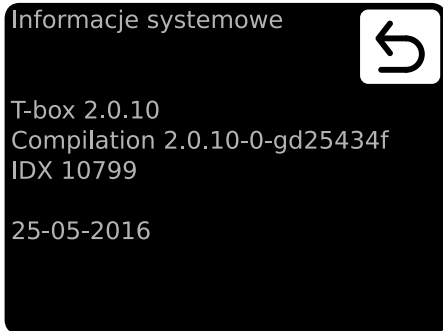 Informacje systemowe
T-box 2.0.10
Compilation 2.0.10-0-gd25434f
IDX 10799
25-05-2016